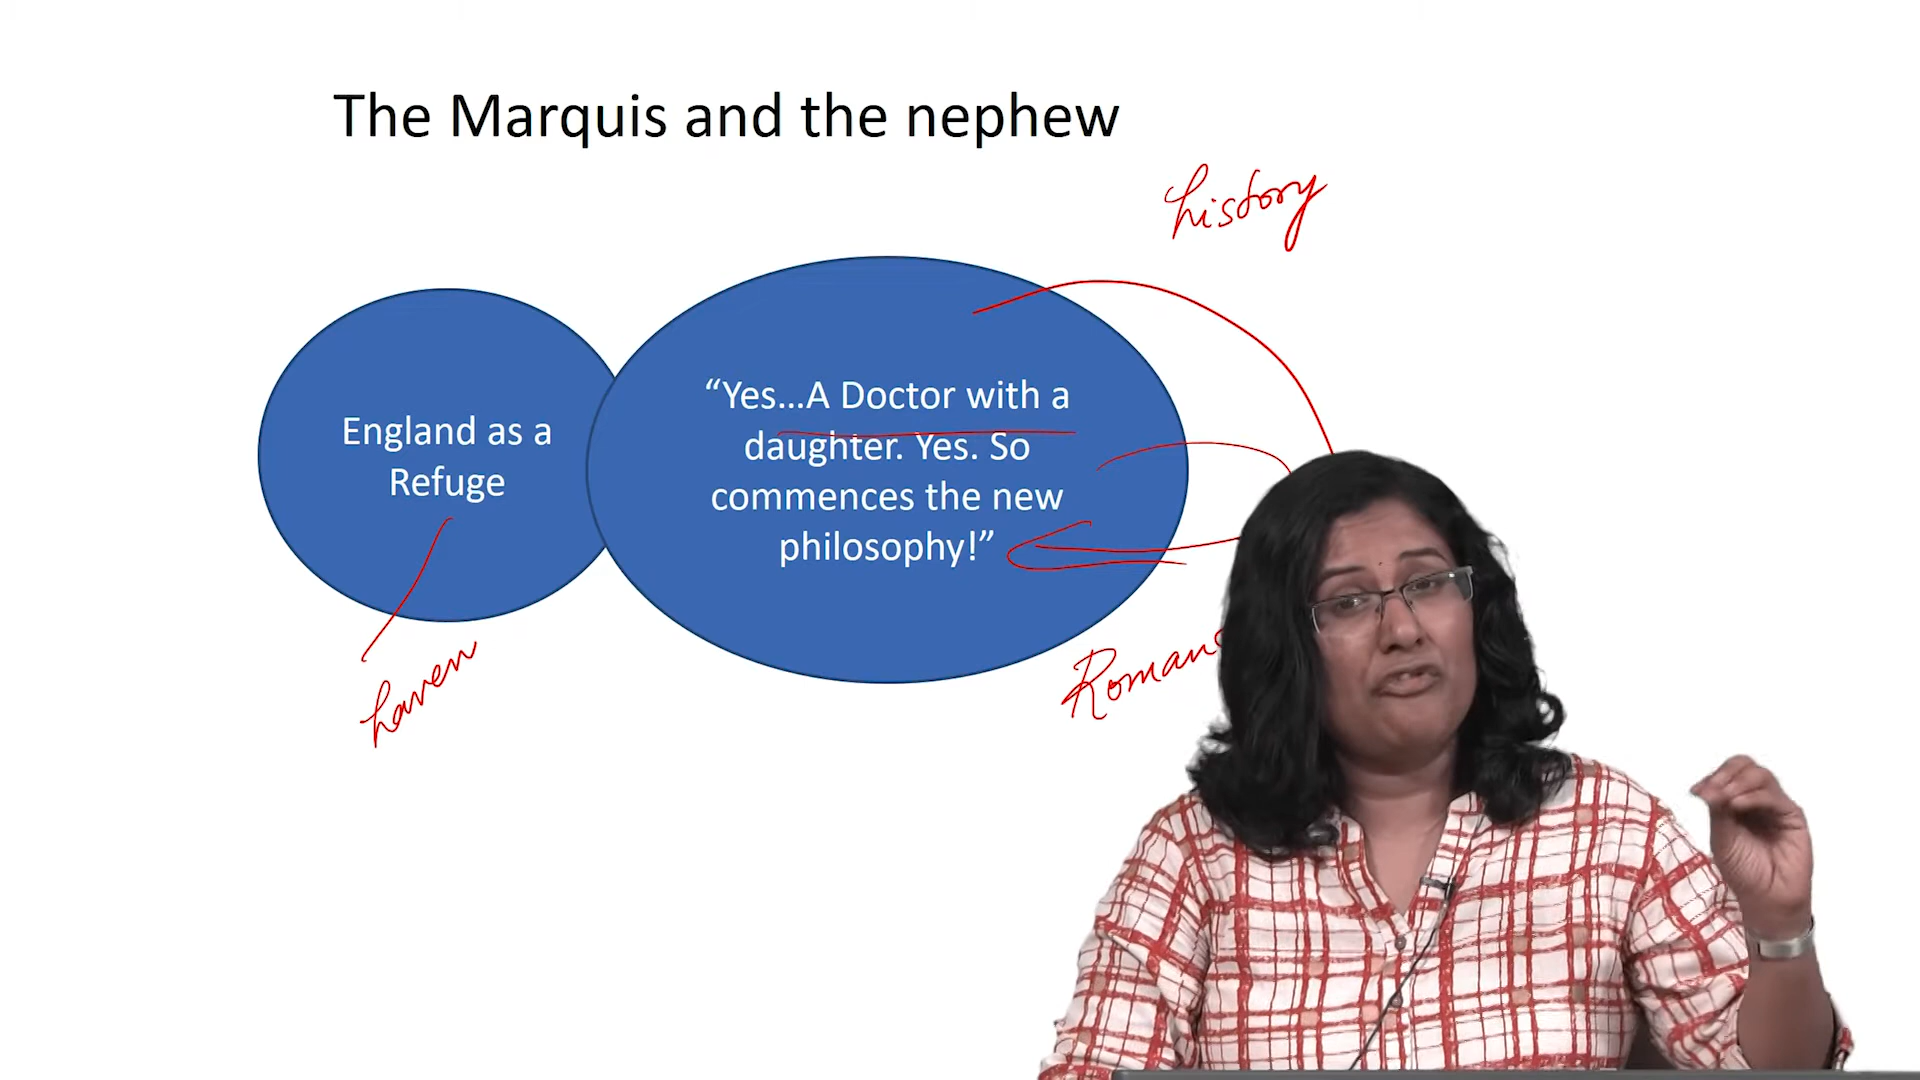 The Marquis and the nephew
history
England as a
Refuge
“Yes...A Doctor with a
daughter. Yes. So
commences the new
philosophy!”
haven